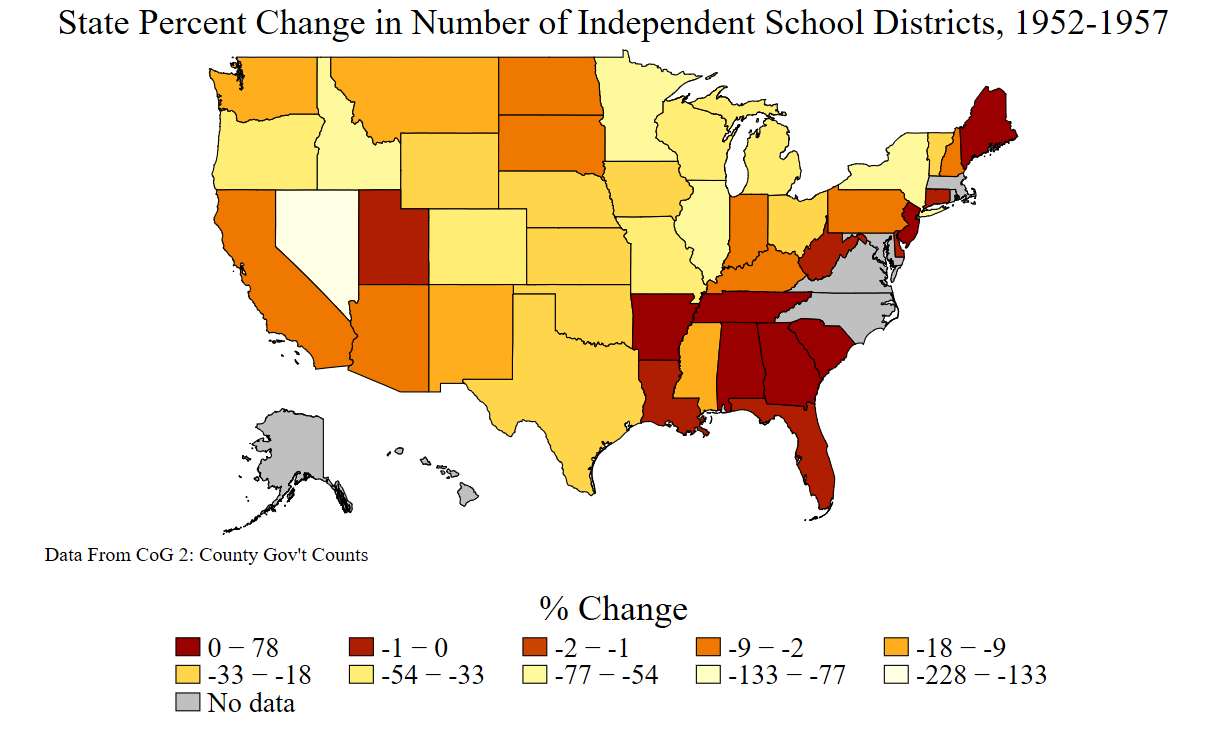 State Percent Change in Number of Independent School Districts, 1952-1957
Data From CoG 2: County Gov't Counts
% Change
0 − 78 -1 − 0 -2 − -1 -9 − -2 -18 − -9
-33 − -18 -54 − -33 -77 − -54 -133 − -77 -228 − -133
No data